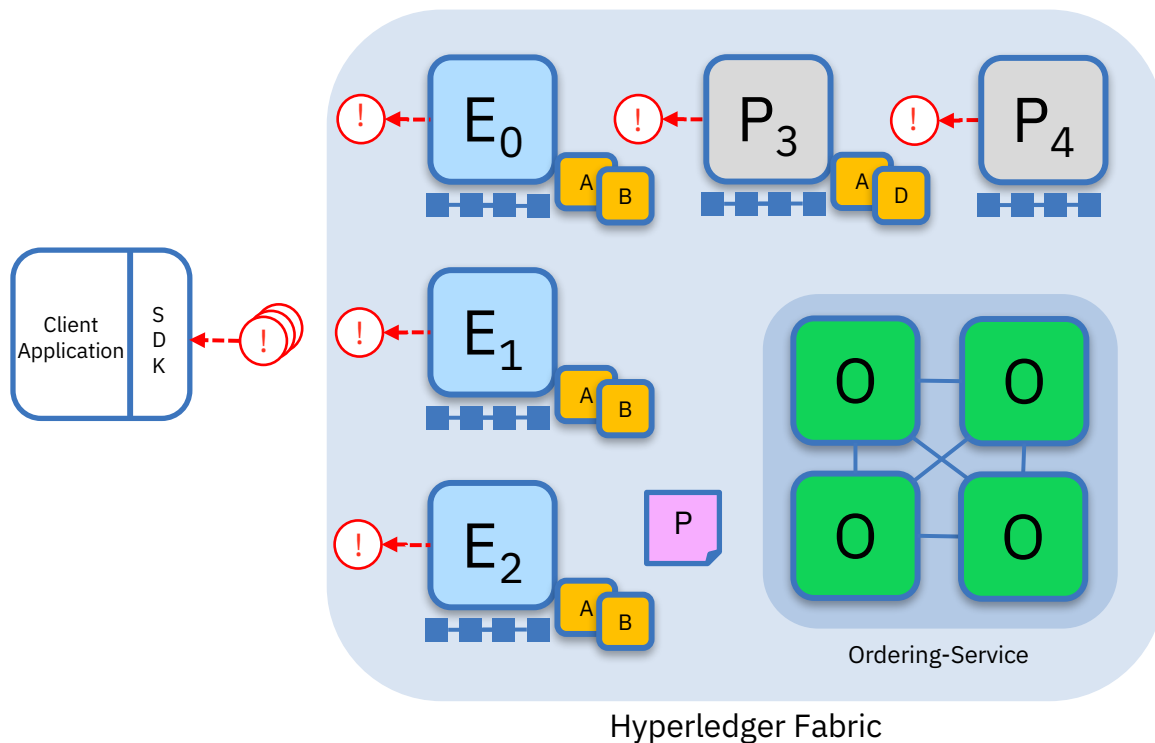 !
E0
A
B
!
P3
A
D
!
P4
Client
Application
S
D
K
!
!
E1
A
B
!
E2
A
B
P
O
O
O
O
Ordering-Service
Hyperledger Fabric